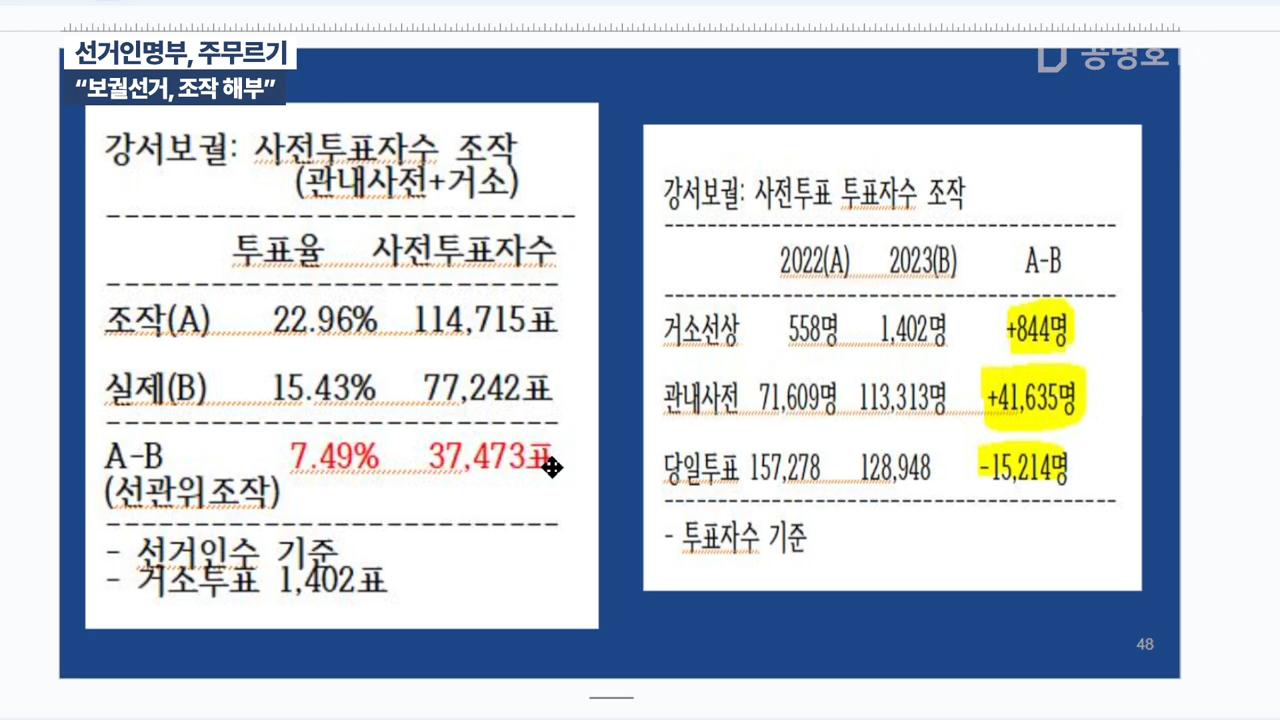 선거인명부, 주무르기
“보궐선거, 조작 해부”
공명호
강서보궐: 사전투표자수 조작
(관내사전+거소)
투표율 사전투표자수
조작(A) 22.96% 114,715표
실제(B) 15.43% 77,242표
A-B 7.49% 37,473표
(선관위조작)
- 선거인수 기준
- 거소투표 1,402표
강서보궐: 사전투표 투표자수 조작
2022(A) 2023(B) A-B
거소선상 558명 1,402명 +844명
관내사전 71,609명 113,313명 +41,635명
당일투표 157,278 128,948 -15,214명
- 투표자수 기준
48